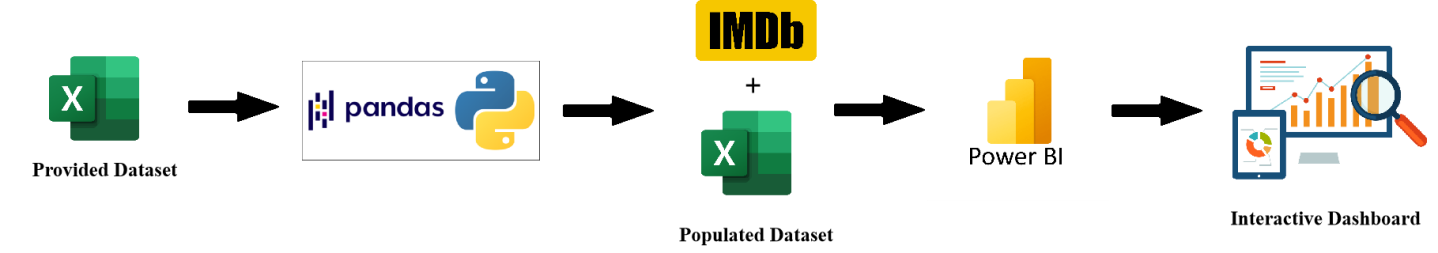 IMDb
+
X
pandas
X
Power BI
Provided Dataset
Interactive Dashboard
Populated Dataset